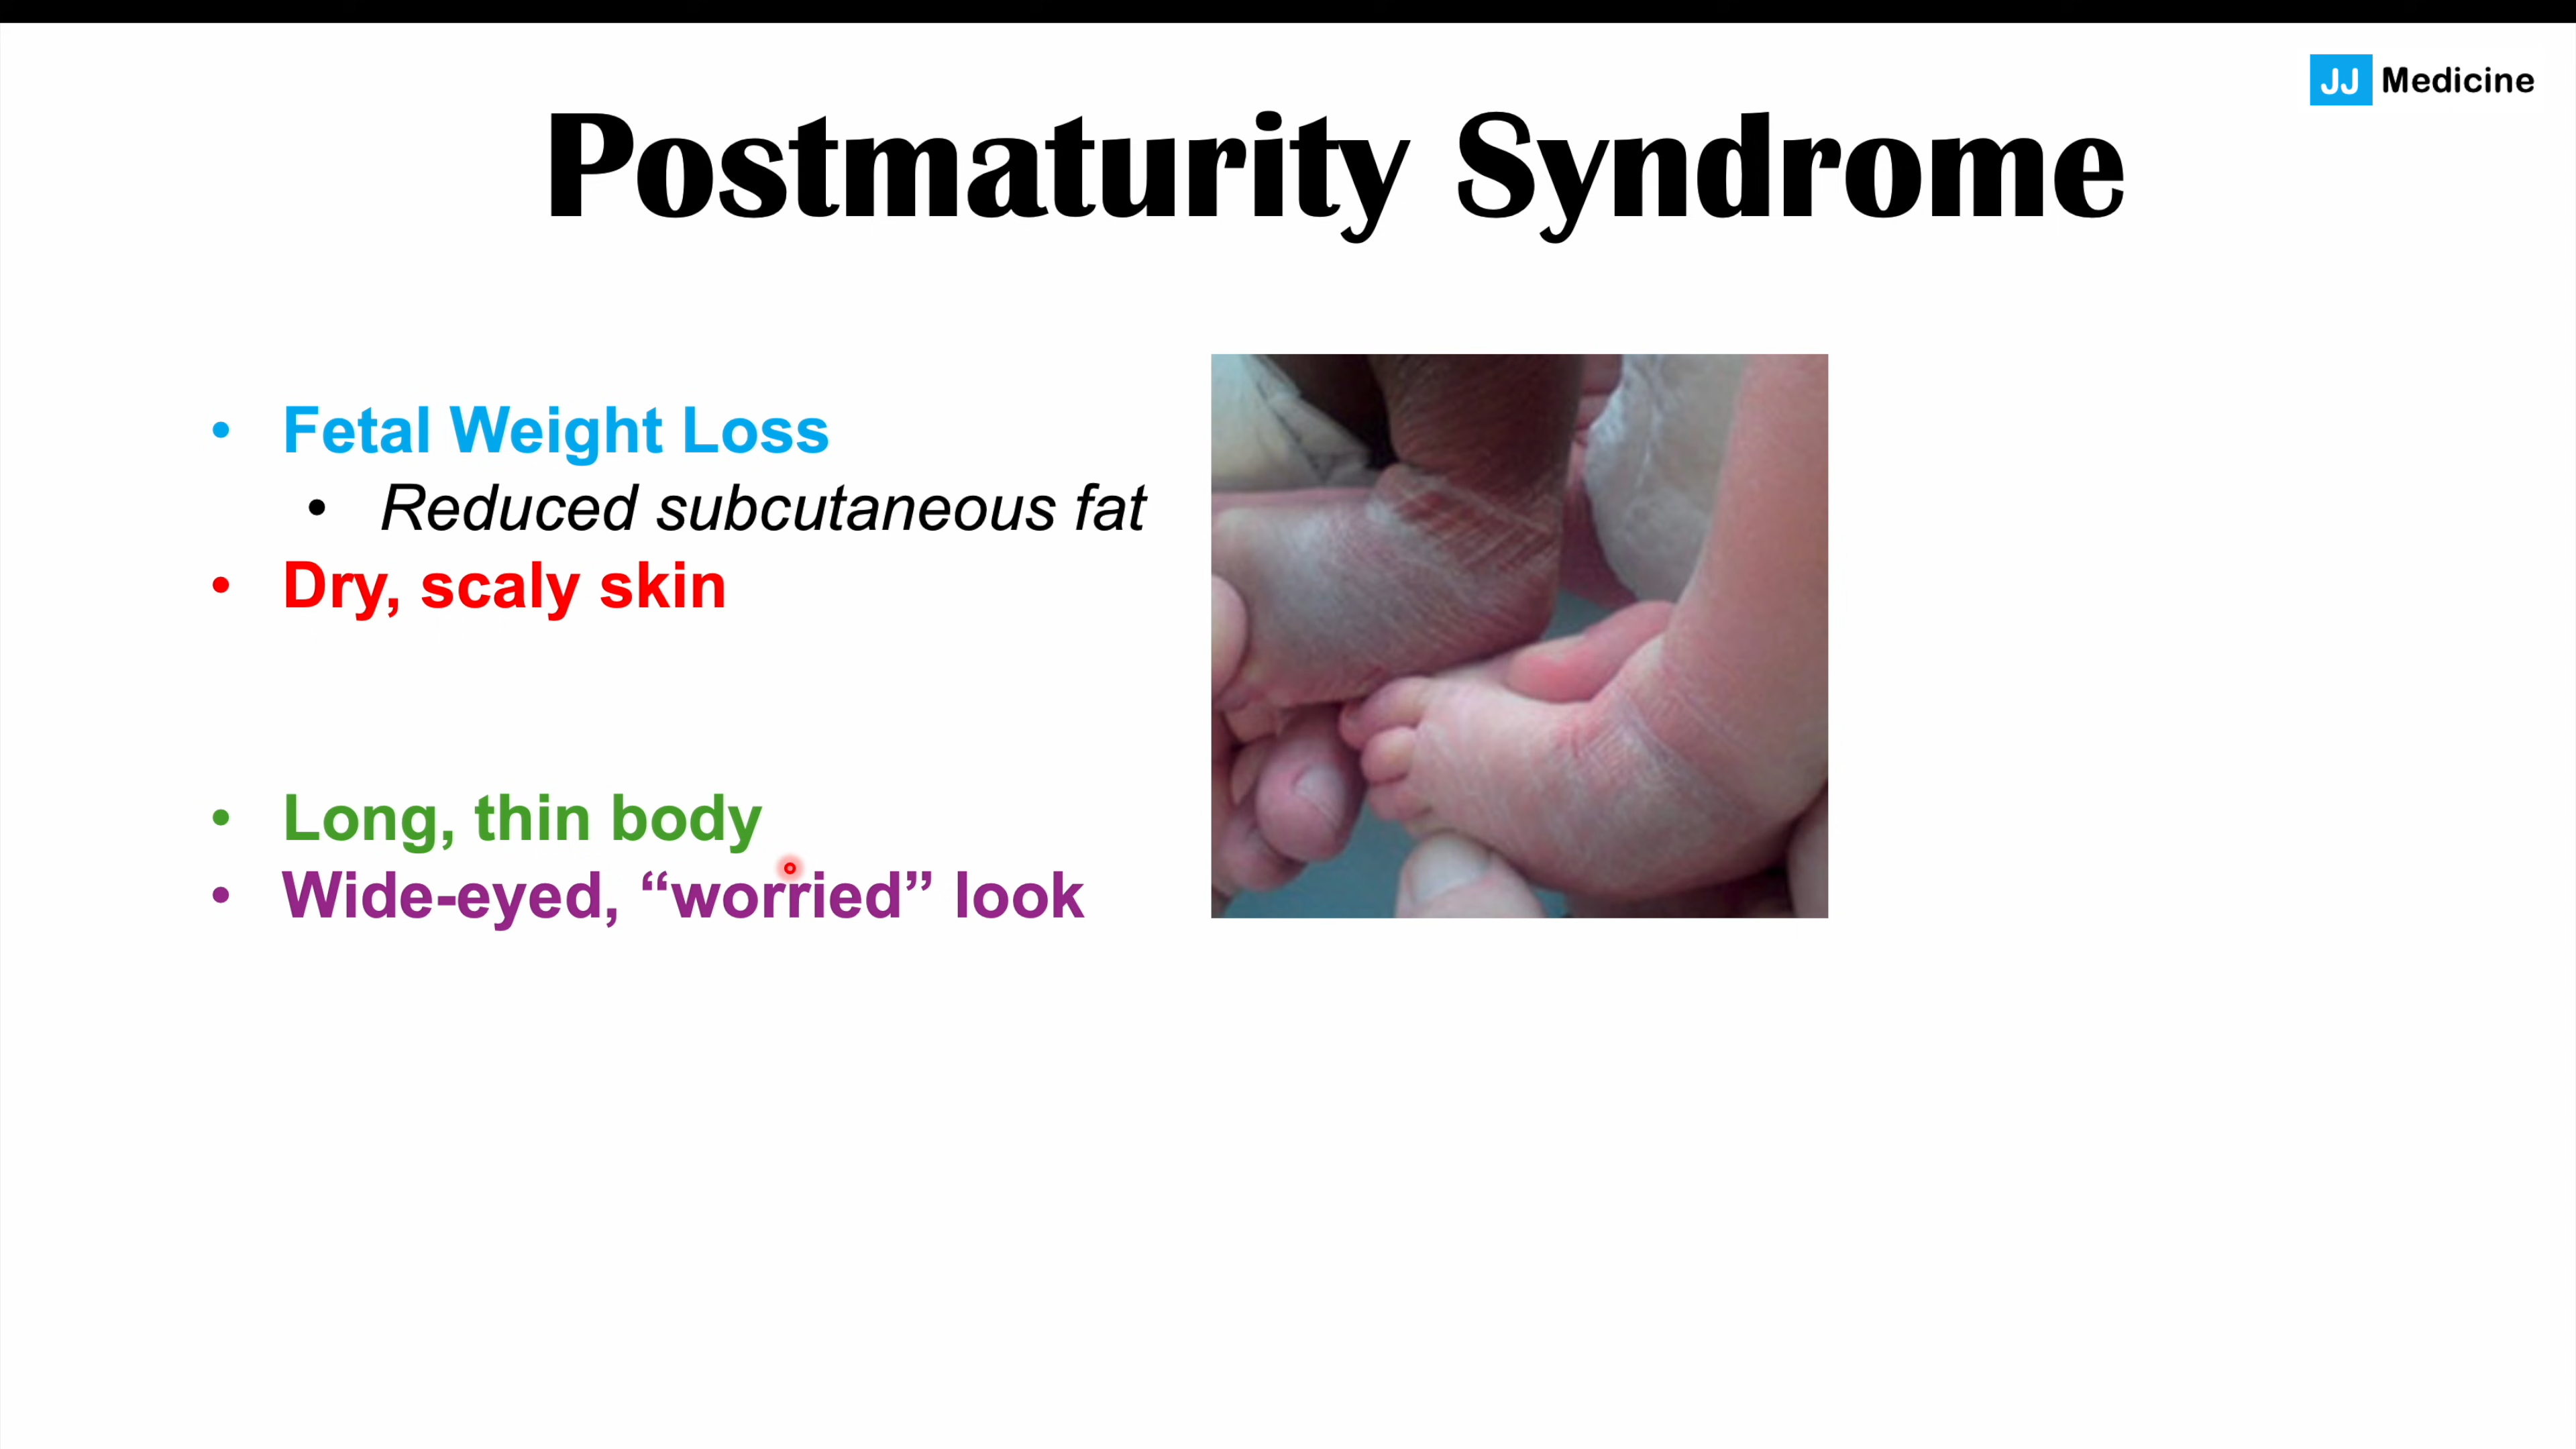 JJ Medicine
Postmaturity Syndrome
• Fetal Weight Loss
• Reduced subcutaneous fat
• Dry, scaly skin
• Long, thin body
• Wide-eyed, “worried” look